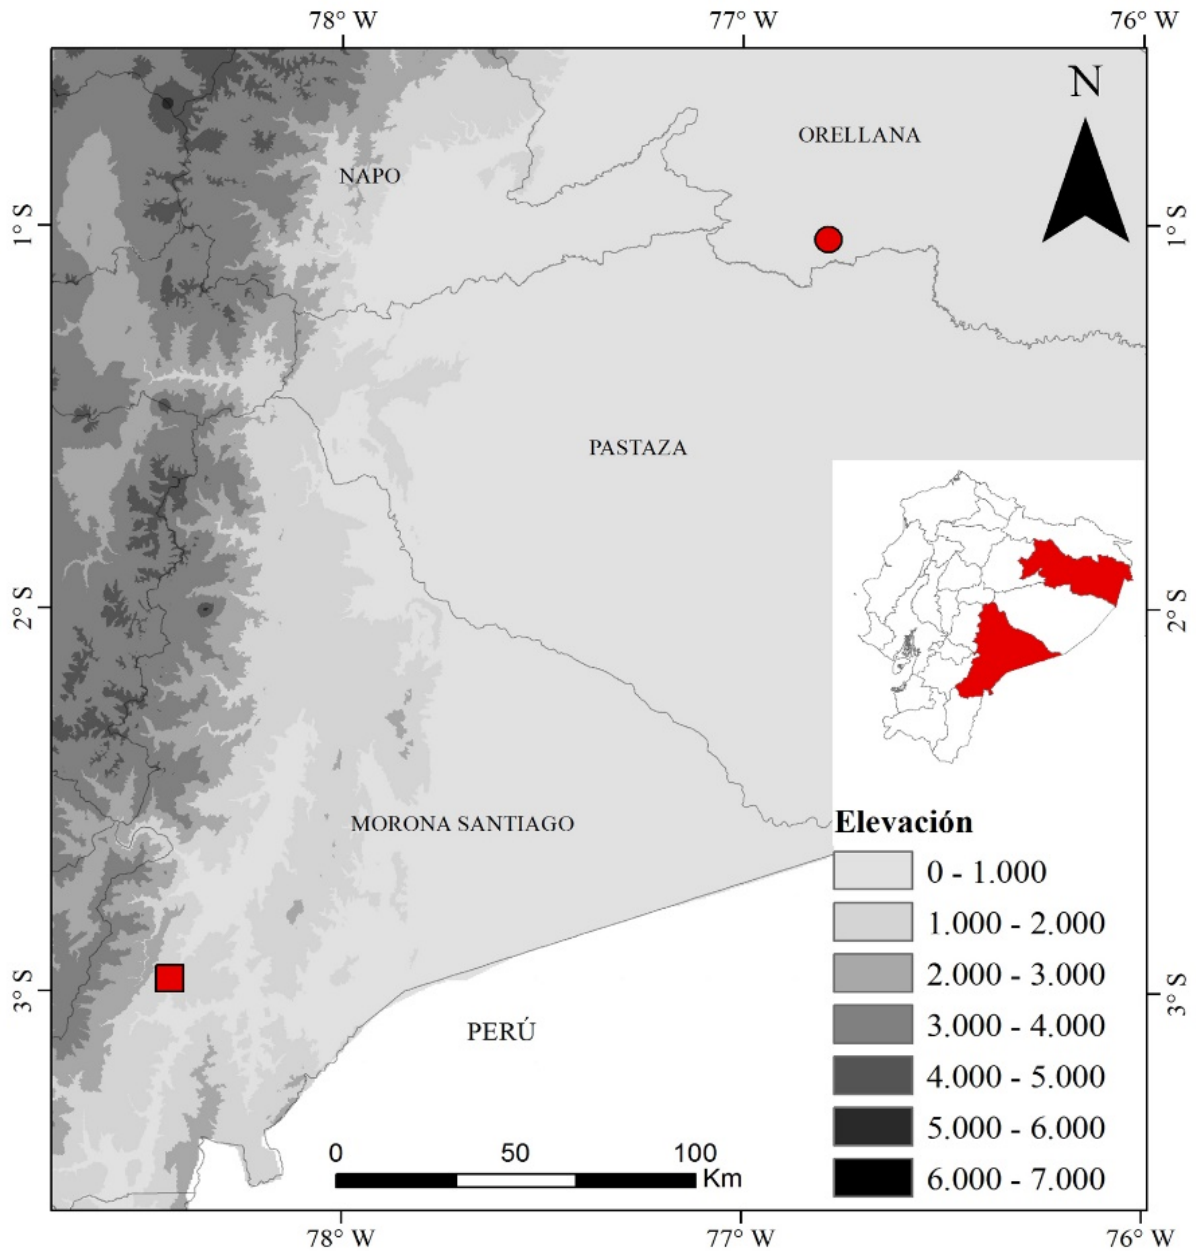 78° W
77° W
76° W
N
ORELLANA
NAPO
1° S
1° S
PASTAZA
2° S
2° S
MORONA SANTIAGO
Elevación
0 - 1.000
1.000 - 2.000
2.000 - 3.000
3.000 - 4.000
4.000 - 5.000
5.000 - 6.000
6.000 - 7.000
3° S
3° S
PERÚ
0
50
100
Km
78° W
77° W
76° W